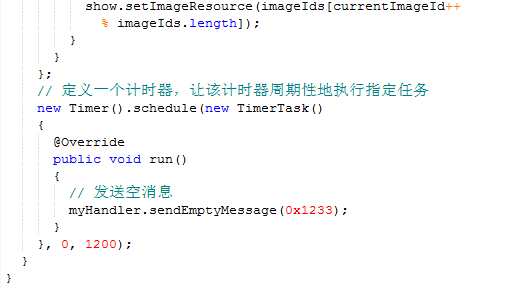 show.setImageResource(imageIds[currentImageId++
% imageIds.length]);
}
}
};
// 定义一个计时器，让该计时器周期性地执行指定任务
new Timer().schedule(new TimerTask()
{
@Override
public void run()
{
// 发送空消息
myHandler.sendEmptyMessage(0x1233);
}
}, 0, 1200);
}
}